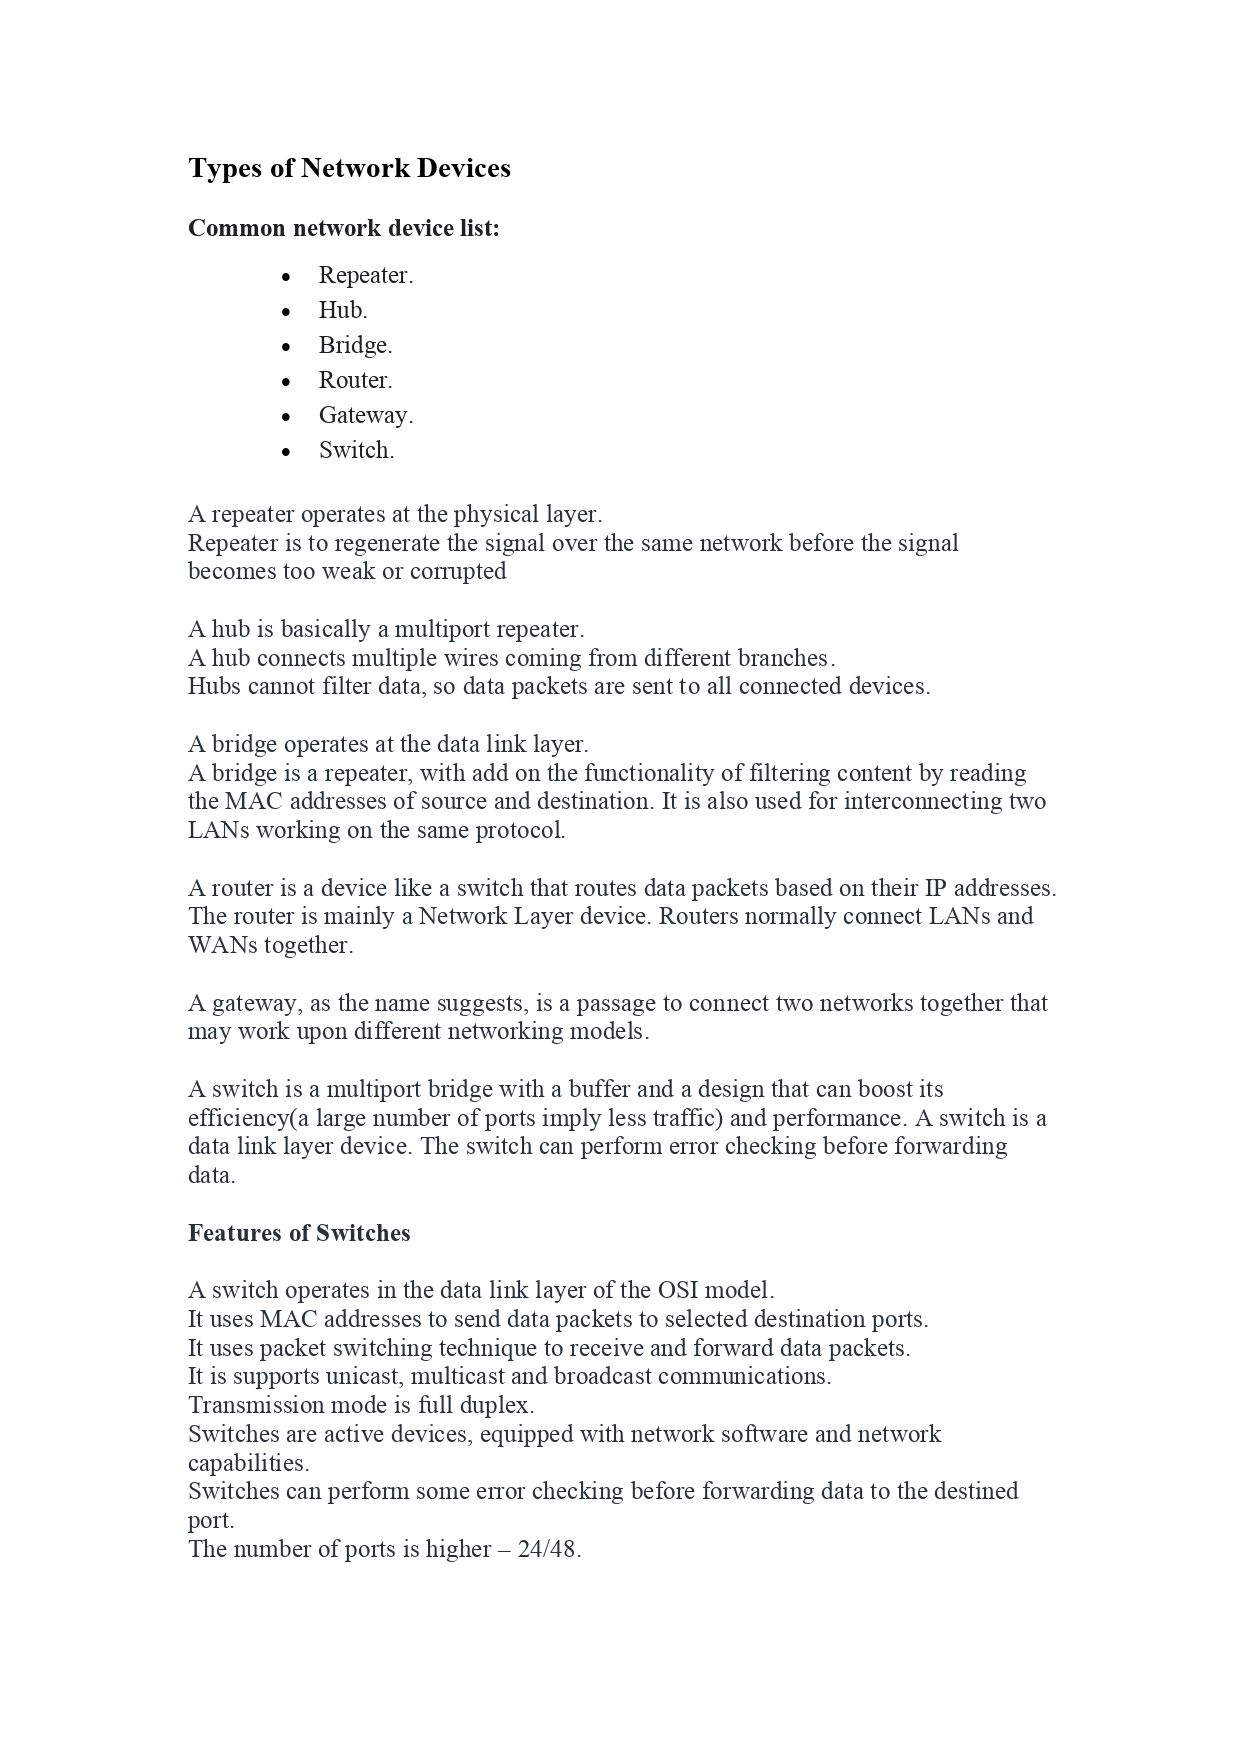 Types of Network Devices
Common network device list:
• Repeater.
• Hub.
• Bridge.
• Router.
• Gateway.
• Switch.
A repeater operates at the physical layer.
Repeater is to regenerate the signal over the same network before the signal
becomes too weak or corrupted
A hub is basically a multiport repeater.
A hub connects multiple wires coming from different branches.
Hubs cannot filter data, so data packets are sent to all connected devices.
A bridge operates at the data link layer.
A bridge is a repeater, with add on the functionality of filtering content by reading
the MAC addresses of source and destination. It is also used for interconnecting two
LANs working on the same protocol.
A router is a device like a switch that routes data packets based on their IP addresses.
The router is mainly a Network Layer device. Routers normally connect LANs and
WANs together.
A gateway, as the name suggests, is a passage to connect two networks together that
may work upon different networking models.
A switch is a multiport bridge with a buffer and a design that can boost its
efficiency(a large number of ports imply less traffic) and performance. A switch is a
data link layer device. The switch can perform error checking before forwarding
data.
Features of Switches
A switch operates in the data link layer of the OSI model.
It uses MAC addresses to send data packets to selected destination ports.
It uses packet switching technique to receive and forward data packets.
It is supports unicast, multicast and broadcast communications.
Transmission mode is full duplex.
Switches are active devices, equipped with network software and network
capabilities.
Switches can perform some error checking before forwarding data to the destined
port.
The number of ports is higher – 24/48.